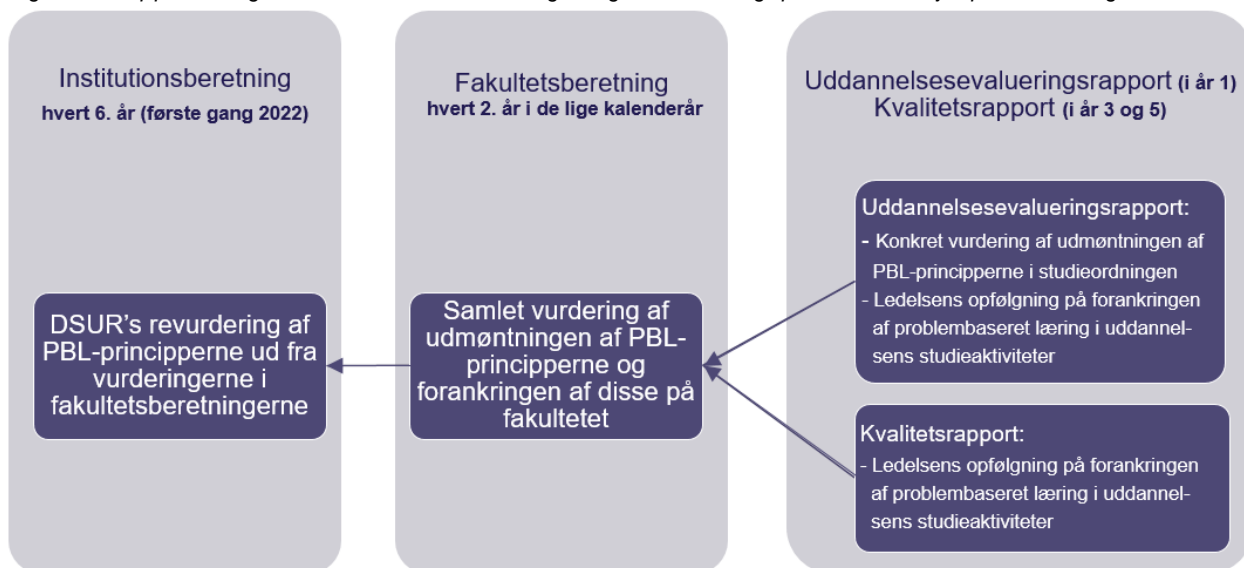 Institutionsberetning
hvert 6. år (første gang 2022)
DSUR's revurdering af
PBL-principperne ud fra
vurderingerne i
fakultetsberetningerne
Fakultetsberetning
hvert 2. år i de lige kalenderår
Samlet vurdering af
udmøntningen af PBL-
principperne og
forankringen af disse på
fakultetet
Uddannelsesevalueringsrapport (i år 1)
Kvalitetsrapport (i år 3 og 5)
Uddannelsesevalueringsrapport:
- Konkret vurdering af udmøntningen af
PBL-principperne i studieordningen
- Ledelsens opfølgning på forankringen
af problembaseret læring i uddannel-
sens studieaktiviteter
Kvalitetsrapport:
- Ledelsens opfølgning på forankringen
af problembaseret læring i uddannel-
sens studieaktiviteter